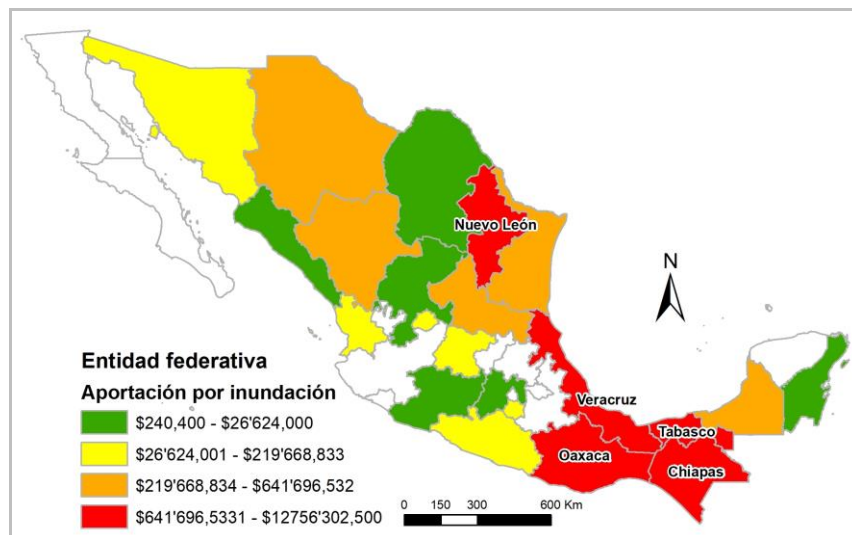 Nuevo León
N
Entidad federativa
Aportación por inundación
$240,400 - $26'624,000
$26'624,001 - $219'668,833
$219'668,834 - $641'696,532
$641'696,5331 - $12756'302,500
Veracruz
Tabasco
Oaxaca
Chiapas
0 150 300 600 Km